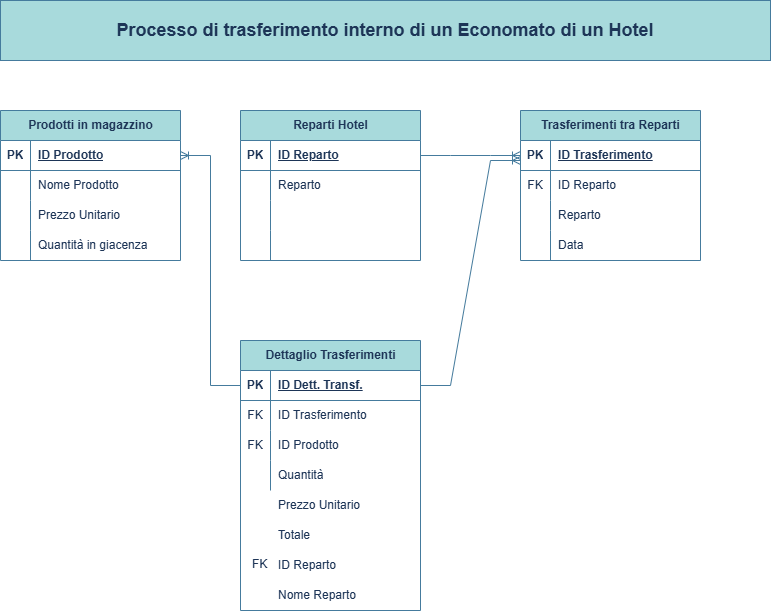 Processo di trasferimento interno di un Economato di un Hotel
Prodotti in magazzino
PK ID Prodotto
Nome Prodotto
Prezzo Unitario
Quantità in giacenza
Reparti Hotel
PK ID Reparto
Reparto
Trasferimenti tra Reparti
PK ID Trasferimento
FK ID Reparto
Reparto
Data
Dettaglio Trasferimenti
PK ID Dett. Transf.
FK ID Trasferimento
FK ID Prodotto
Quantità
Prezzo Unitario
Totale
FK ID Reparto
Nome Reparto